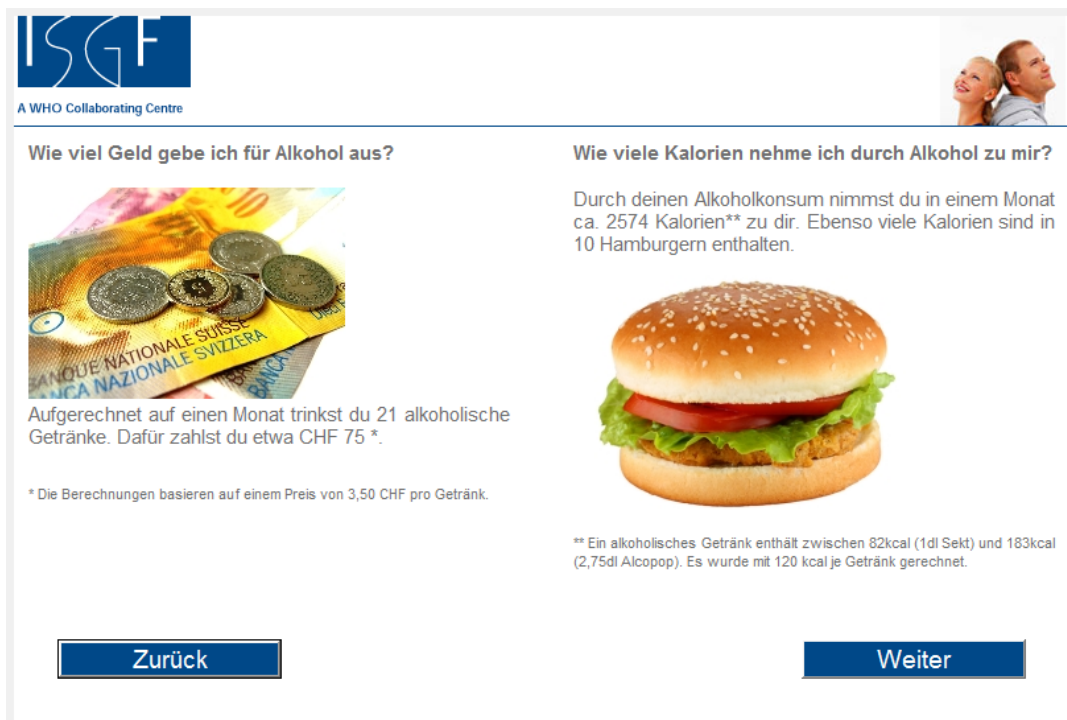 ISGF
A WHO Collaborating Centre
Wie viel Geld gebe ich für Alkohol aus?
10
BANQUE NATIONALE SUISSE
BANCA NAZIONALE SVIZZERA
Aufgerechnet auf einen Monat trinkst du 21 alkoholische
Getränke. Dafür zahlst du etwa CHF 75 *.
* Die Berechnungen basieren auf einem Preis von 3,50 CHF pro Getränk.
Wie viele Kalorien nehme ich durch Alkohol zu mir?
Durch deinen Alkoholkonsum nimmst du in einem Monat
ca. 2574 Kalorien** zu dir. Ebenso viele Kalorien sind in
10 Hamburgern enthalten.
** Ein alkoholisches Getränk enthält zwischen 82kcal (1dl Sekt) und 183kcal
(2,75dl Alcopop). Es wurde mit 120 kcal je Getränk gerechnet.
Zurück
Weiter